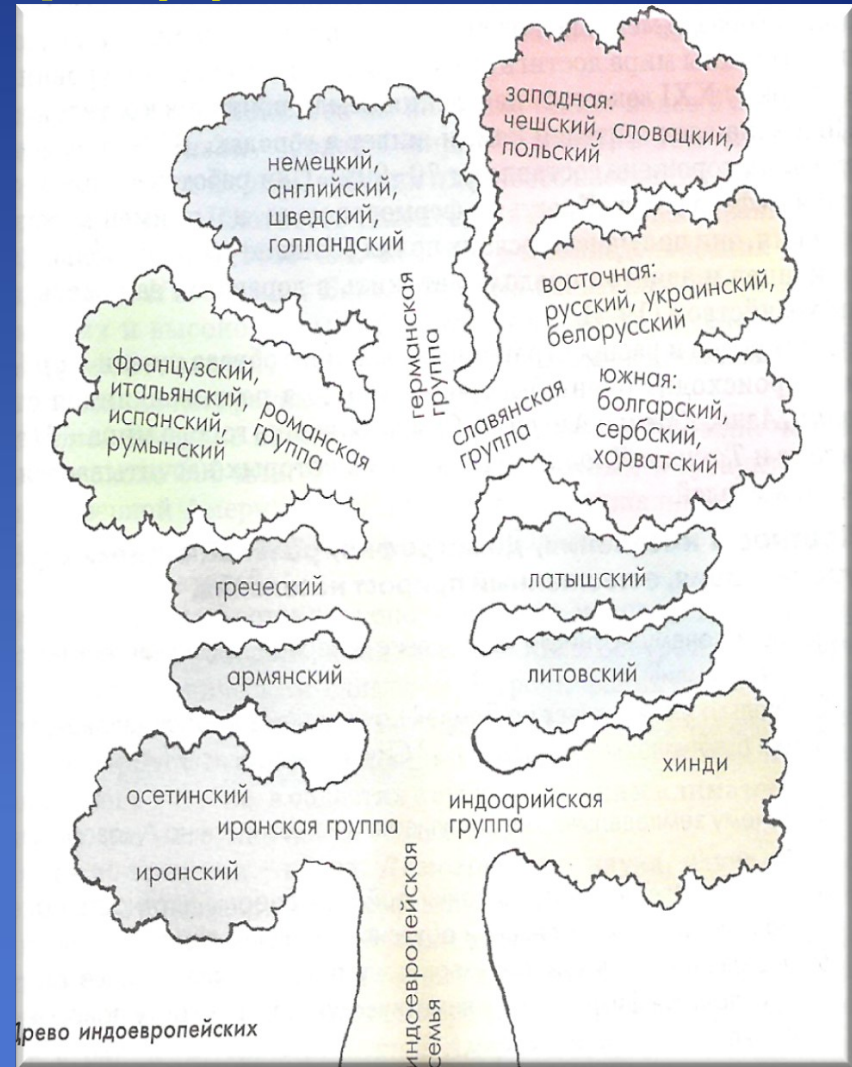 западная:
чешский, словацкий,
польский
немецкий,
английский,
шведский,
голландский
германская
группа
восточная:
русский, украинский,
белорусский
французский,
итальянский,
испанский,
румынский
романская
группа
славянская
группа
южная:
болгарский,
сербский,
хорватский
греческий
латышский
армянский
литовский
осетинский
иранская группа
иранский
хинди
индоарийская
группа
индоевропейская
семья
Древо индоевропейских